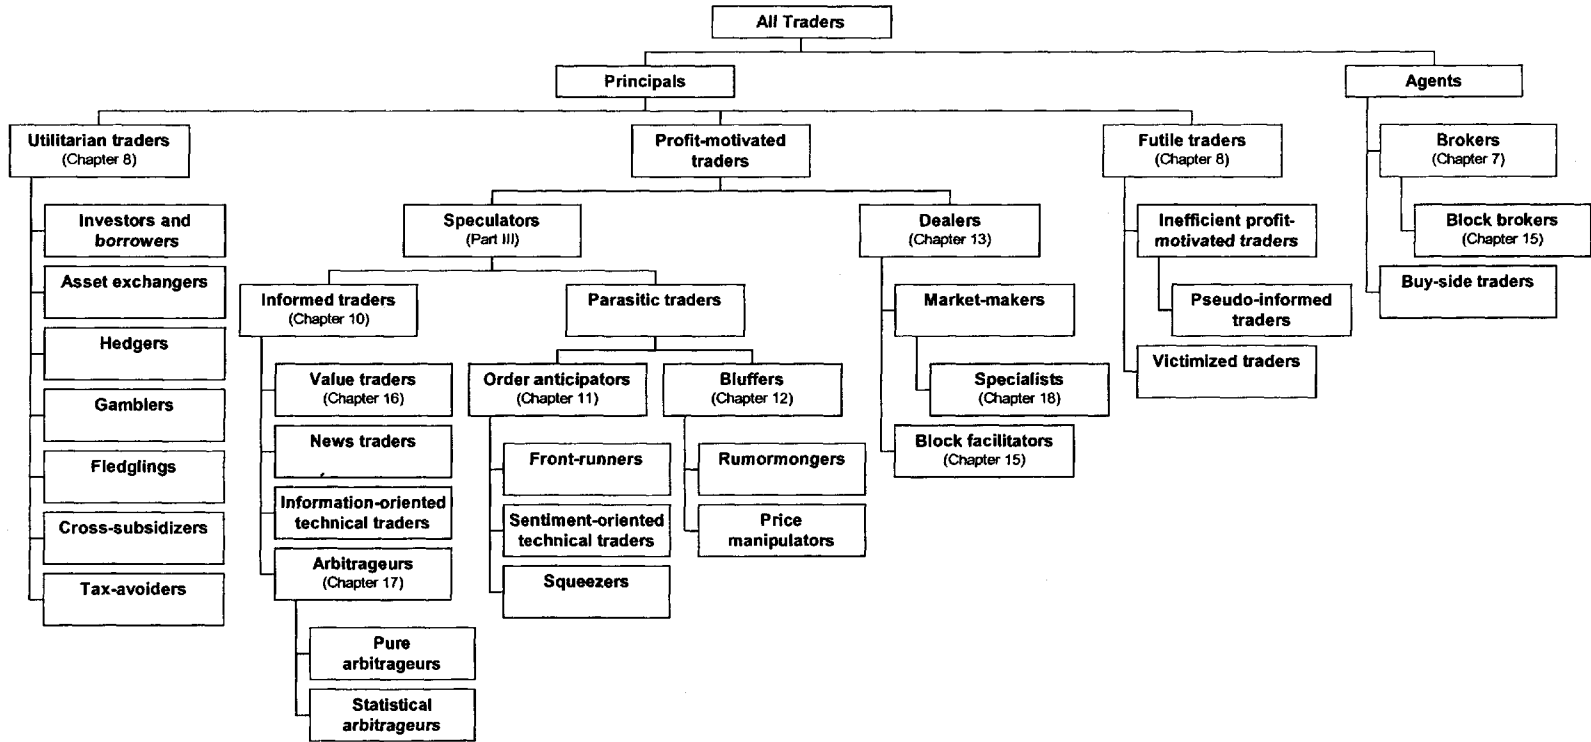 All Traders
Principals
Agents
Utilitarian traders
(Chapter 8)
Profit-motivated
traders
Futile traders
(Chapter 8)
Brokers
(Chapter 7)
Investors and
borrowers
Speculators
(Part III)
Dealers
(Chapter 13)
Inefficient profit-
motivated traders
Block brokers
(Chapter 15)
Asset exchangers
Informed traders
(Chapter 10)
Parasitic traders
Market-makers
Pseudo-informed
traders
Buy-side traders
Hedgers
Value traders
(Chapter 16)
Order anticipators
(Chapter 11)
Bluffers
(Chapter 12)
Specialists
(Chapter 18)
Victimized traders
Gamblers
News traders
Front-runners
Rumormongers
Block facilitators
(Chapter 15)
Fledglings
Information-oriented
technical traders
Sentiment-oriented
technical traders
Price
manipulators
Cross-subsidizers
Arbitrageurs
(Chapter 17)
Squeezers
Tax-avoiders
Pure
arbitrageurs
Statistical
arbitrageurs